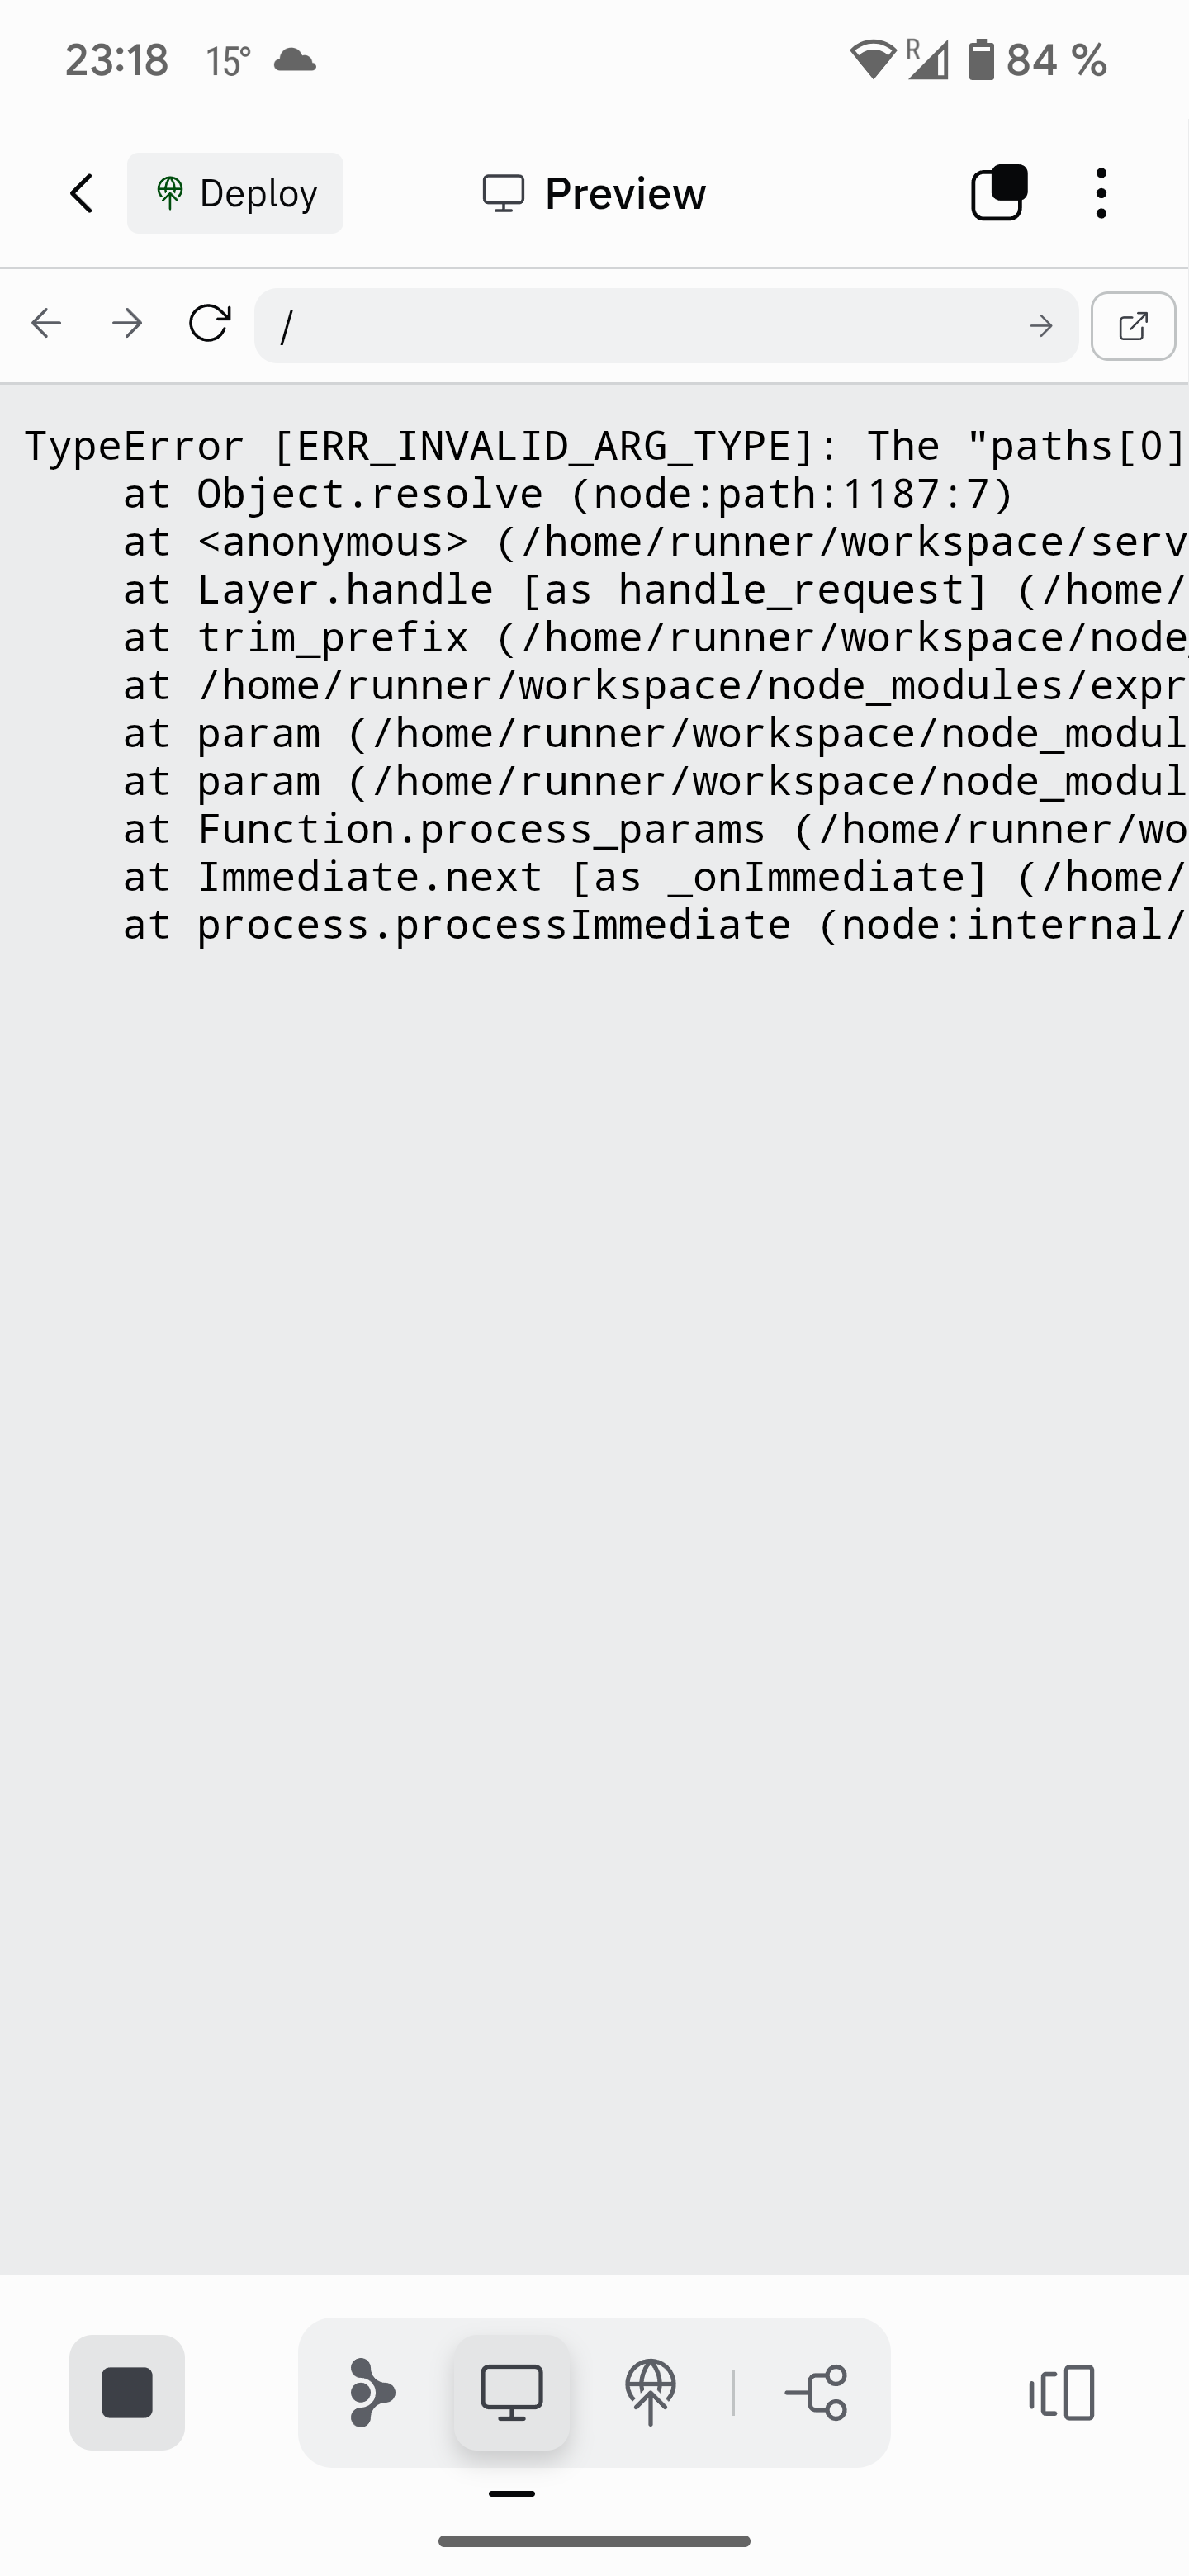 23:18 15° R 84 %
Deploy Preview
/
TypeError [ERR_INVALID_ARG_TYPE]: The "paths[0]
at Object.resolve (node:path:1187:7)
at <anonymous> (/home/runner/workspace/serv
at Layer.handle [as handle_request] (/home/
at trim_prefix (/home/runner/workspace/node_
at /home/runner/workspace/node_modules/expr
at param (/home/runner/workspace/node_modul
at param (/home/runner/workspace/node_modul
at Function.process_params (/home/runner/wo
at Immediate.next [as _onImmediate] (/home/
at process.processImmediate (node:internal/